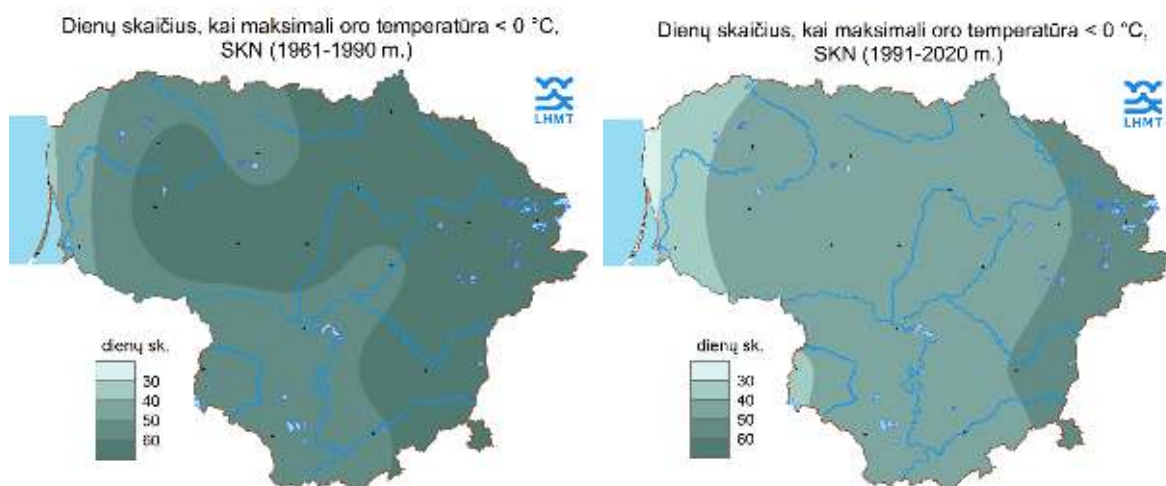 Dienų skaičius, kai maksimali oro temperatūra < 0 °C,
SKN (1961-1990 m.)
LHMT
dienų sk.
30
40
50
60
Dienų skaičius, kai maksimali oro temperatūra < 0 °C,
SKN (1991-2020 m.)
LHMT
dienų sk.
30
40
50
60